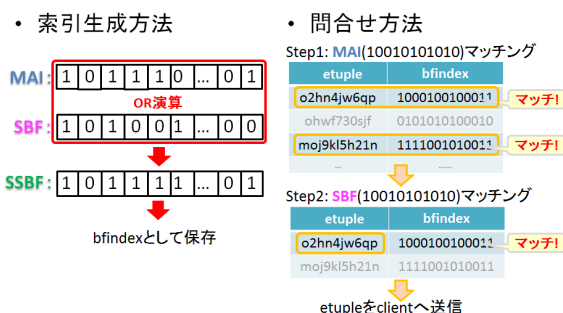 • 索引生成方法
MAI: 1 0 1 1 1 0 ... 0 1
OR演算
SBF: 1 0 1 0 0 1 ... 0 0
SSBF: 1 0 1 1 1 1 ... 0 1
bfindexとして保存
• 問合せ方法
Step1: MAI(10010101010)マッチング
etuple bfindex
o2hn4jw6qp 1000100100011 マッチ!
ohwf730sjf 0101010100010
moj9kl5h21n 1111001010011 マッチ!
... ......
Step2: SBF(10010101010)マッチング
etuple bfindex
o2hn4jw6qp 1000100100011 マッチ!
moj9kl5h21n 1111001010011
etupleをclientへ送信